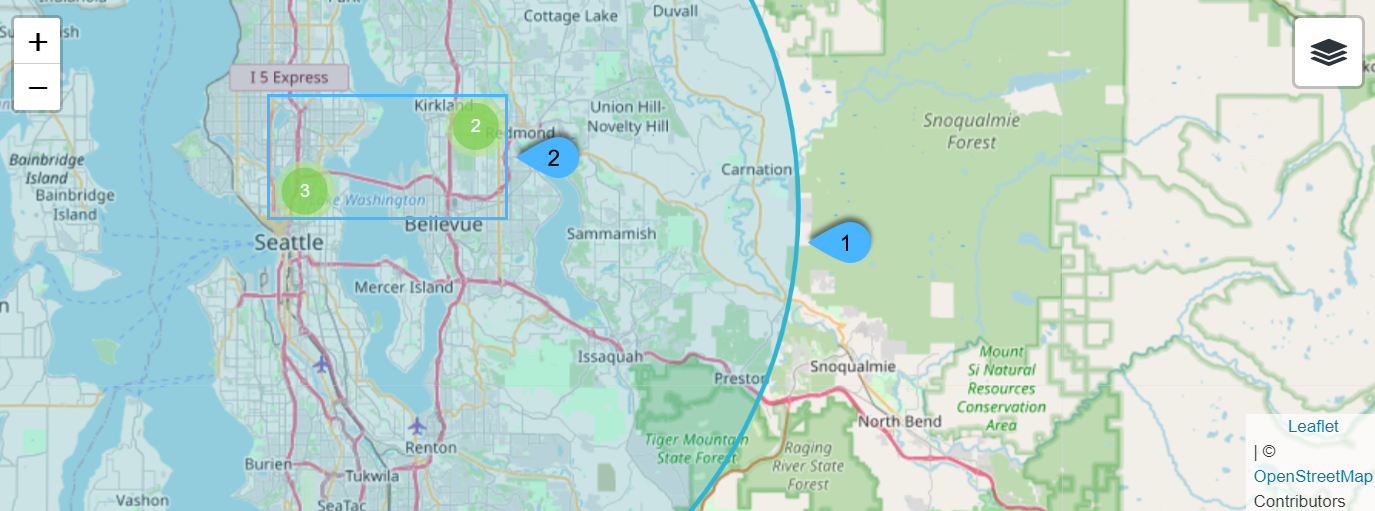 Cottage Lake
Duvall
+
−
I 5 Express
Kirkland
2
Redmond
Union Hill-
Novelty Hill
Snoqualmie
Forest
2
Bainbridge
Island
Bainbridge
Island
3
Lake Washington
Carnation
Bellevue
Seattle
Sammamish
1
Mercer Island
Issaquah
Preston
Snoqualmie
Mount
Si Natural
Resources
Conservation
Area
North Bend
Leaflet
| ©
OpenStreetMap
Contributors
Renton
Tiger Mountain
State Forest
Raging
River State
Forest
Burien
Tukwila
Vashon
SeaTac